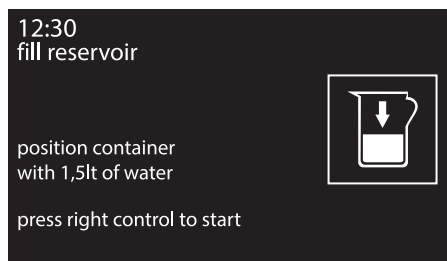 12:30
fill reservoir
position container
with 1,5lt of water
press right control to start